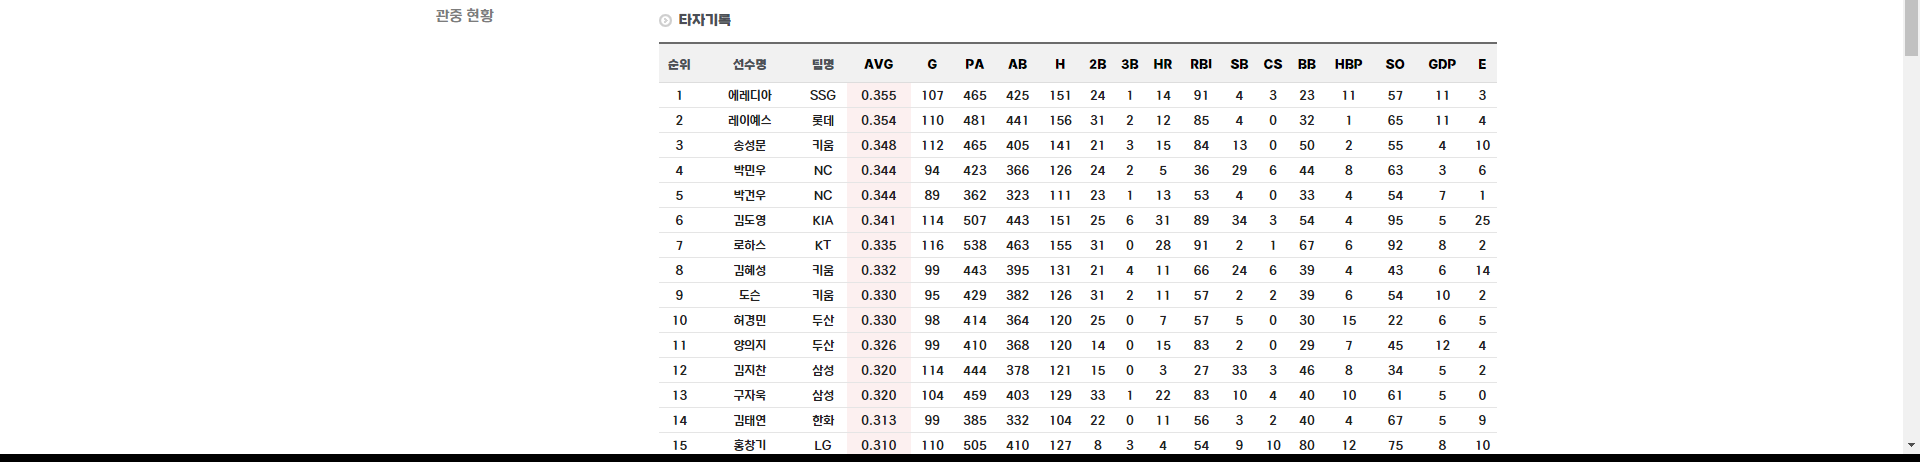 관중 현황
타자기록
순위 선수명 팀명 AVG G PA AB H 2B 3B HR RBI SB CS BB HBP SO GDP E
1 에레디아 SSG 0.355 107 465 425 151 24 1 14 91 4 3 23 11 57 11 3
2 레이예스 롯데 0.354 110 481 441 156 31 2 12 85 4 0 32 1 65 11 4
3 송성문 키움 0.348 112 465 405 141 21 3 15 84 13 0 50 2 55 4 10
4 박민우 NC 0.344 94 423 366 126 24 2 5 36 29 6 44 8 63 3 6
5 박건우 NC 0.344 89 362 323 111 23 1 13 53 4 0 33 4 54 7 1
6 김도영 KIA 0.341 114 507 443 151 25 6 31 89 34 3 54 4 95 5 25
7 로하스 KT 0.335 116 538 463 155 31 0 28 91 2 1 67 6 92 8 2
8 김혜성 키움 0.332 99 443 395 131 21 4 11 66 24 6 39 4 43 6 14
9 도슨 키움 0.330 95 429 382 126 31 2 11 57 2 2 39 6 54 10 2
10 허경민 두산 0.330 98 414 364 120 25 0 7 57 5 0 30 15 22 6 5
11 양의지 두산 0.326 99 410 368 120 14 0 15 83 2 0 29 7 45 12 4
12 김지찬 삼성 0.320 114 444 378 121 15 0 3 27 33 3 46 8 34 5 2
13 구자욱 삼성 0.320 104 459 403 129 33 1 22 83 10 4 40 10 61 5 0
14 김태연 한화 0.313 99 385 332 104 22 0 11 56 3 2 40 4 67 5 9
15 홍창기 LG 0.310 110 505 410 127 8 3 4 54 9 10 80 12 75 8 10